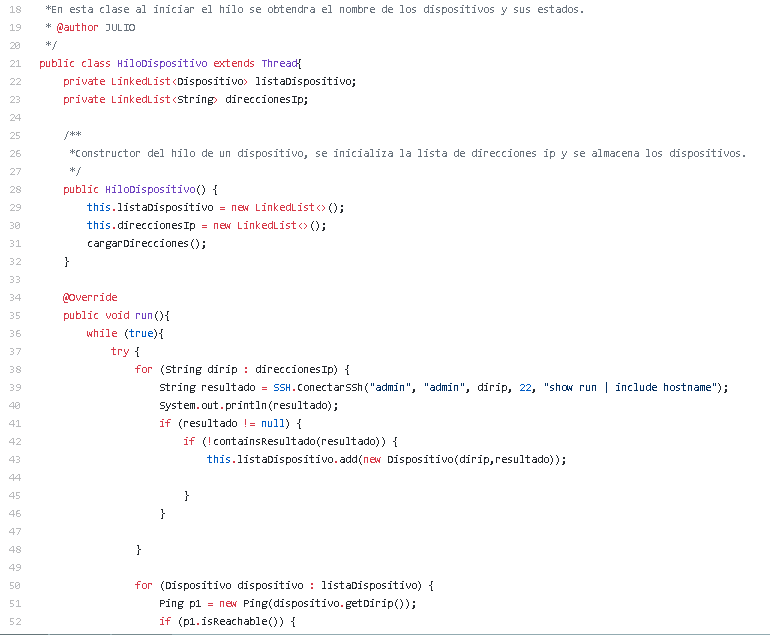 18 *En esta clase al iniciar el hilo se obtendra el nombre de los dispositivos y sus estados.
19 * @author JULIO
20 */
21 public class HiloDispositivo extends Thread{
22 private LinkedList<Dispositivo> listaDispositivo;
23 private LinkedList<String> direccionesIp;
24
25 /**
26 *Constructor del hilo de un dispositivo, se inicializa la lista de direcciones ip y se almacena los dispositivos.
27 */
28 public HiloDispositivo() {
29 this.listaDispositivo = new LinkedList<>();
30 this.direccionesIp = new LinkedList<>();
31 cargarDirecciones();
32 }
33
34 @Override
35 public void run(){
36 while (true){
37 try {
38 for (String dirip : direccionesIp) {
39 String resultado = SSH.ConectarSSh("admin", "admin", dirip, 22, "show run | include hostname");
40 System.out.println(resultado);
41 if (resultado != null) {
42 if (!containsResultado(resultado)) {
43 this.listaDispositivo.add(new Dispositivo(dirip,resultado));
44
45 }
46 }
47
48 }
49
50 for (Dispositivo dispositivo : listaDispositivo) {
51 Ping p1 = new Ping(dispositivo.getDirip());
52 if (p1.isReachable()) {